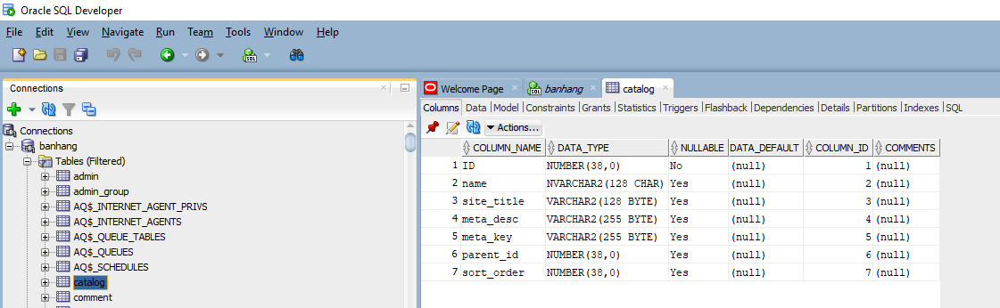 Oracle SQL Developer
File Edit View Navigate Run Team Tools Window Help
Connections
Connections
banhang
Tables (Filtered)
admin
admin_group
AQ$_INTERNET_AGENT_PRIVS
AQ$_INTERNET_AGENTS
AQ$_QUEUE_TABLES
AQ$_QUEUES
AQ$_SCHEDULES
catalog
comment
Welcome Page banhang catalog
Columns Data Model Constraints Grants Statistics Triggers Flashback Dependencies Details Partitions Indexes SQL
Actions...
COLUMN_NAME DATA_TYPE NULLABLE DATA_DEFAULT COLUMN_ID COMMENTS
1 ID NUMBER(38,0) No (null) 1 (null)
2 name NVARCHAR2(128 CHAR) Yes (null) 2 (null)
3 site_title VARCHAR2(128 BYTE) Yes (null) 3 (null)
4 meta_desc VARCHAR2(255 BYTE) Yes (null) 4 (null)
5 meta_key VARCHAR2(255 BYTE) Yes (null) 5 (null)
6 parent_id NUMBER(38,0) Yes (null) 6 (null)
7 sort_order NUMBER(38,0) Yes (null) 7 (null)